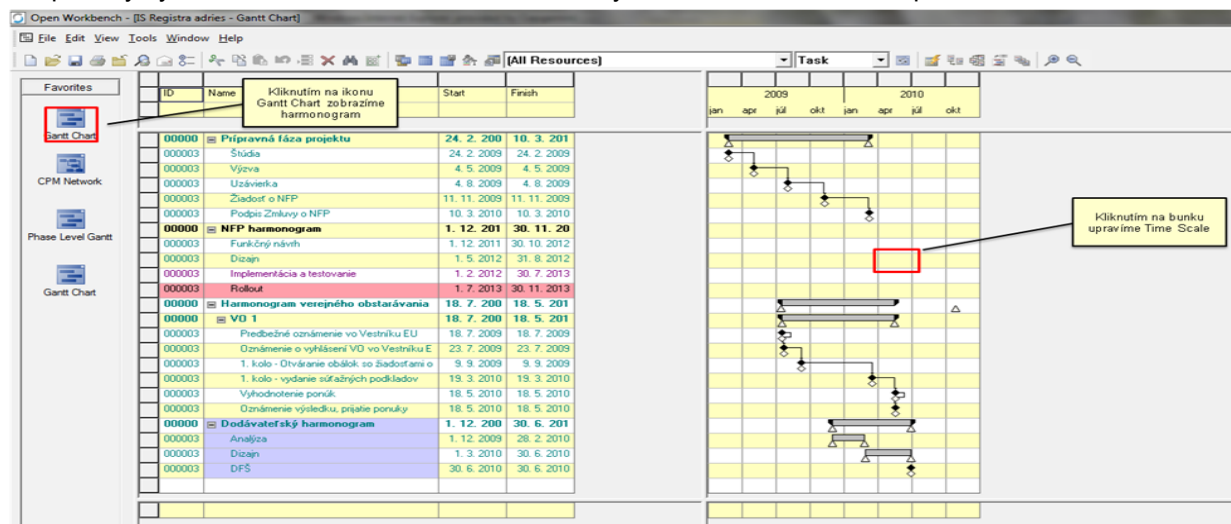 Open Workbench - [IS Registra adries - Gantt Chart]
File Edit View Tools Window Help
[All Resources] Task
Favorites
Gantt Chart
CPM Network
Phase Level Gantt
Gantt Chart
Kliknutím na ikonu
Gantt Chart zobrazíme
harmonogram
ID Name Start Finish
2009 2010
jan apr júl okt jan apr júl okt
00000 Prípravná fáza projektu 24. 2. 200 10. 3. 201
000003 Štúdia 24. 2. 2009 24. 2. 2009
000003 Výzva 4. 5. 2009 4. 5. 2009
000003 Uzávierka 4. 8. 2009 4. 8. 2009
000003 Žiadosť o NFP 11. 11. 2009 11. 11. 2009
000003 Podpis Zmluvy o NFP 10. 3. 2010 10. 3. 2010
00000 NFP harmonogram 1. 12. 201 30. 11. 20
000003 Funkčný návrh 1. 12. 2011 30. 10. 2012
000003 Dizajn 1. 5. 2012 31. 8. 2012
000003 Implementácia a testovanie 1. 2. 2012 30. 7. 2013
000003 Rollout 1. 7. 2013 30. 11. 2013
00000 Harmonogram verejného obstarávania 18. 7. 200 18. 5. 201
00000 VO 1 18. 7. 200 18. 5. 201
000003 Predbežné oznámenie vo Vestníku EU 18. 7. 2009 18. 7. 2009
000003 Oznámenie o vyhlásení VO vo Vestníku E 23. 7. 2009 23. 7. 2009
000003 1. kolo - Otváranie obálok so žiadosťami o 9. 9. 2009 9. 9. 2009
000003 1. kolo - vydanie súťažných podkladov 19. 3. 2010 19. 3. 2010
000003 Vyhodnotenie ponúk 18. 5. 2010 18. 5. 2010
000003 Oznámenie výsledku, prijatie ponuky 18. 5. 2010 18. 5. 2010
00000 Dodávateľský harmonogram 1. 12. 200 30. 6. 201
000003 Analýza 1. 12. 2009 28. 2. 2010
000003 Dizajn 1. 3. 2010 30. 6. 2010
000003 DFŠ 30. 6. 2010 30. 6. 2010
Kliknutím na bunku
upravíme Time Scale